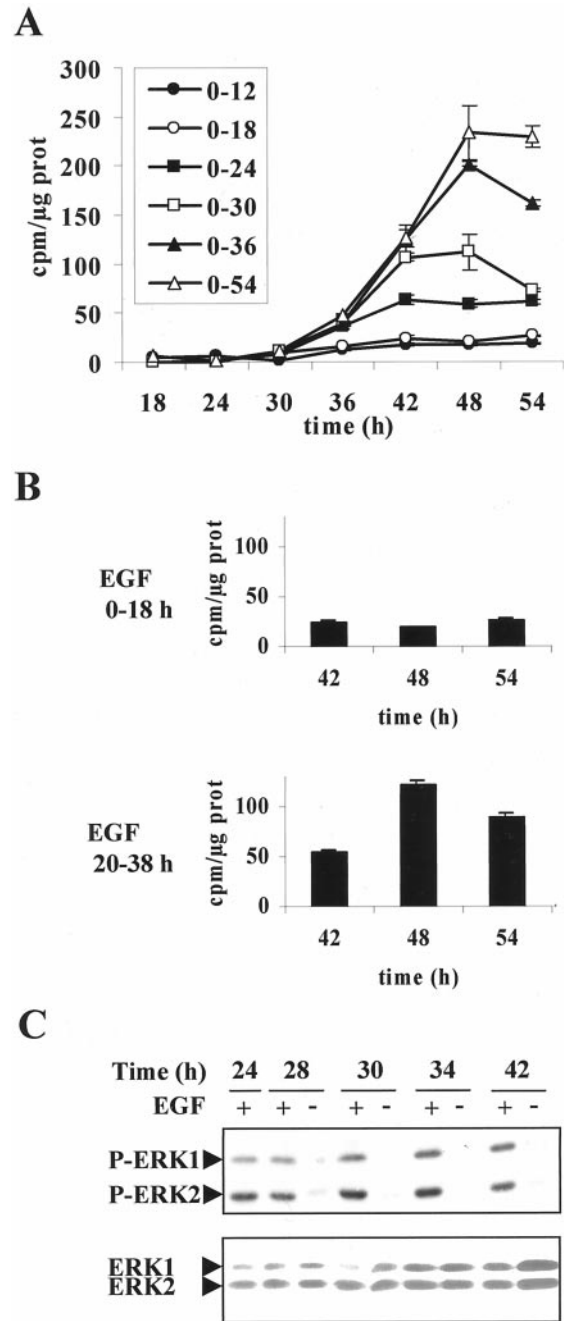 A
300
250
200
150
100
50
0
cpm/µg prot
0-12
0-18
0-24
0-30
0-36
0-54
18 24 30 36 42 48 54
time (h)
B
EGF
0-18 h
cpm/µg prot
100
50
0
42 48 54
time (h)
EGF
20-38 h
cpm/µg prot
100
50
0
42 48 54
time (h)
C
Time (h) 24 28 30 34 42
EGF + + - + - + - + -
P-ERK1
P-ERK2
ERK1
ERK2